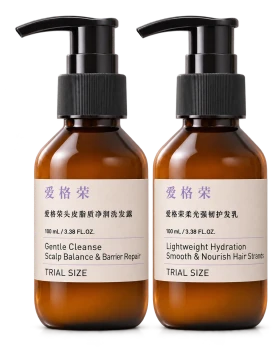 爱格荣
爱格荣头皮脂质净润洗发露
100 ML / 3.38 FL.OZ.
Gentle Cleanse
Scalp Balance & Barrier Repair
TRIAL SIZE
爱格荣
爱格荣柔光强韧护发乳
100 ML / 3.38 FL.OZ.
Lightweight Hydration
Smooth & Nourish Hair Strands
TRIAL SIZE